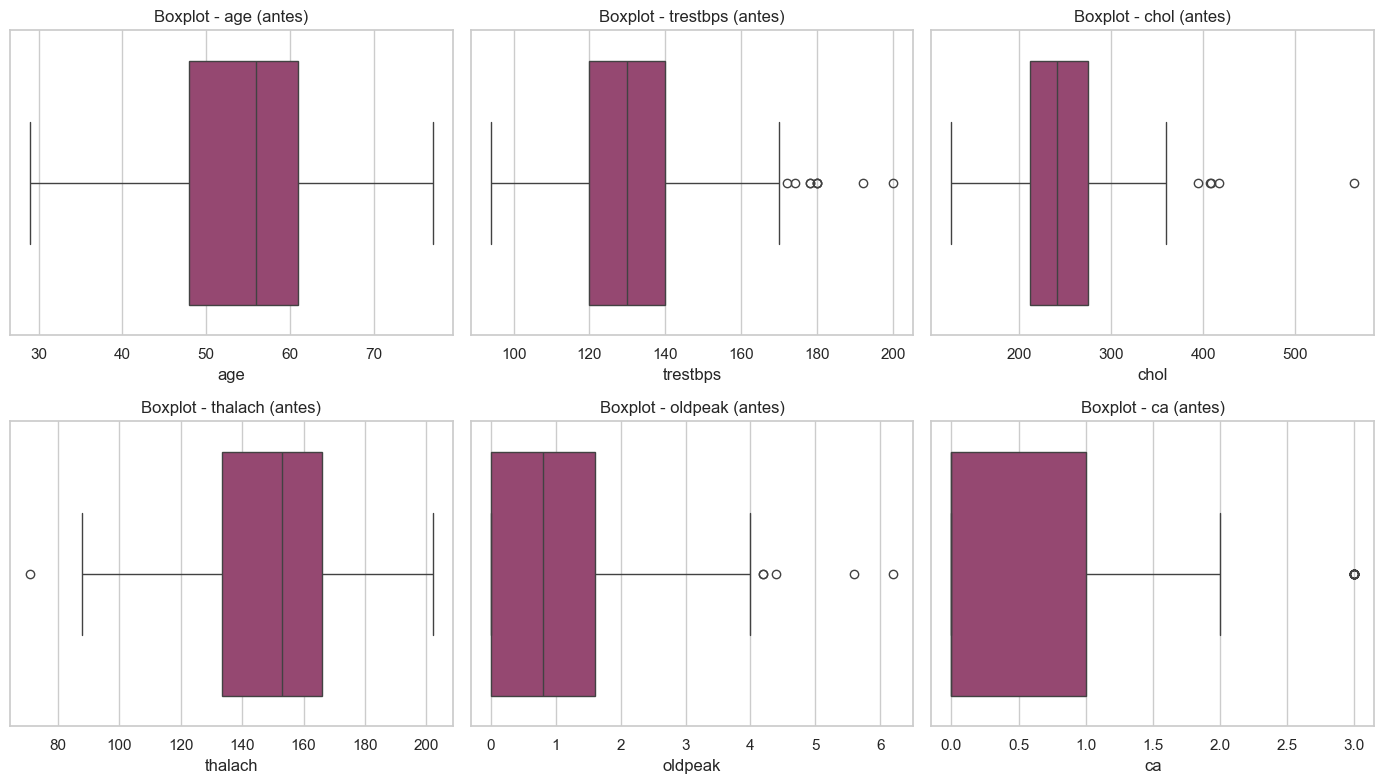 Boxplot - age (antes)
Boxplot - trestbps (antes)
Boxplot - chol (antes)
30 40 50 60 70
100 120 140 160 180 200
200 300 400 500
age
trestbps
chol
Boxplot - thalach (antes)
Boxplot - oldpeak (antes)
Boxplot - ca (antes)
80 100 120 140 160 180 200
0 1 2 3 4 5 6
0.0 0.5 1.0 1.5 2.0 2.5 3.0
thalach
oldpeak
ca